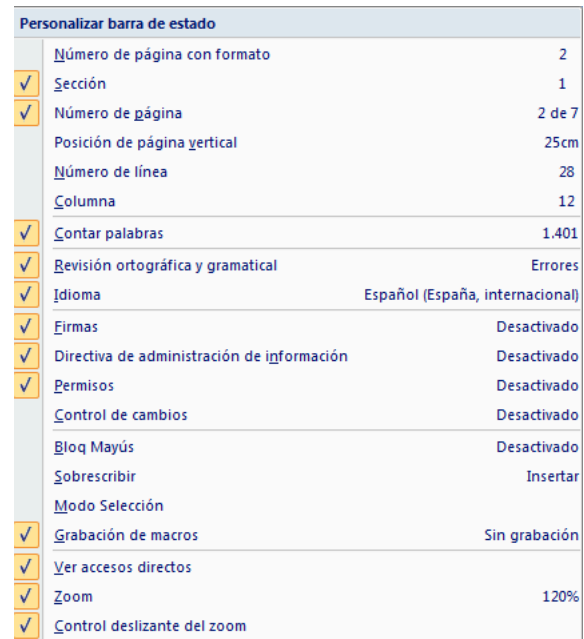 Personalizar barra de estado
Número de página con formato 2
Sección 1
Número de página 2 de 7
Posición de página vertical 25cm
Número de línea 28
Columna 12
Contar palabras 1.401
Revisión ortográfica y gramatical Errores
Idioma Español (España, internacional)
Firmas Desactivado
Directiva de administración de información Desactivado
Permisos Desactivado
Control de cambios Desactivado
Bloq Mayús Desactivado
Sobrescribir Insertar
Modo Selección
Grabación de macros Sin grabación
Ver accesos directos
Zoom 120%
Control deslizante del zoom